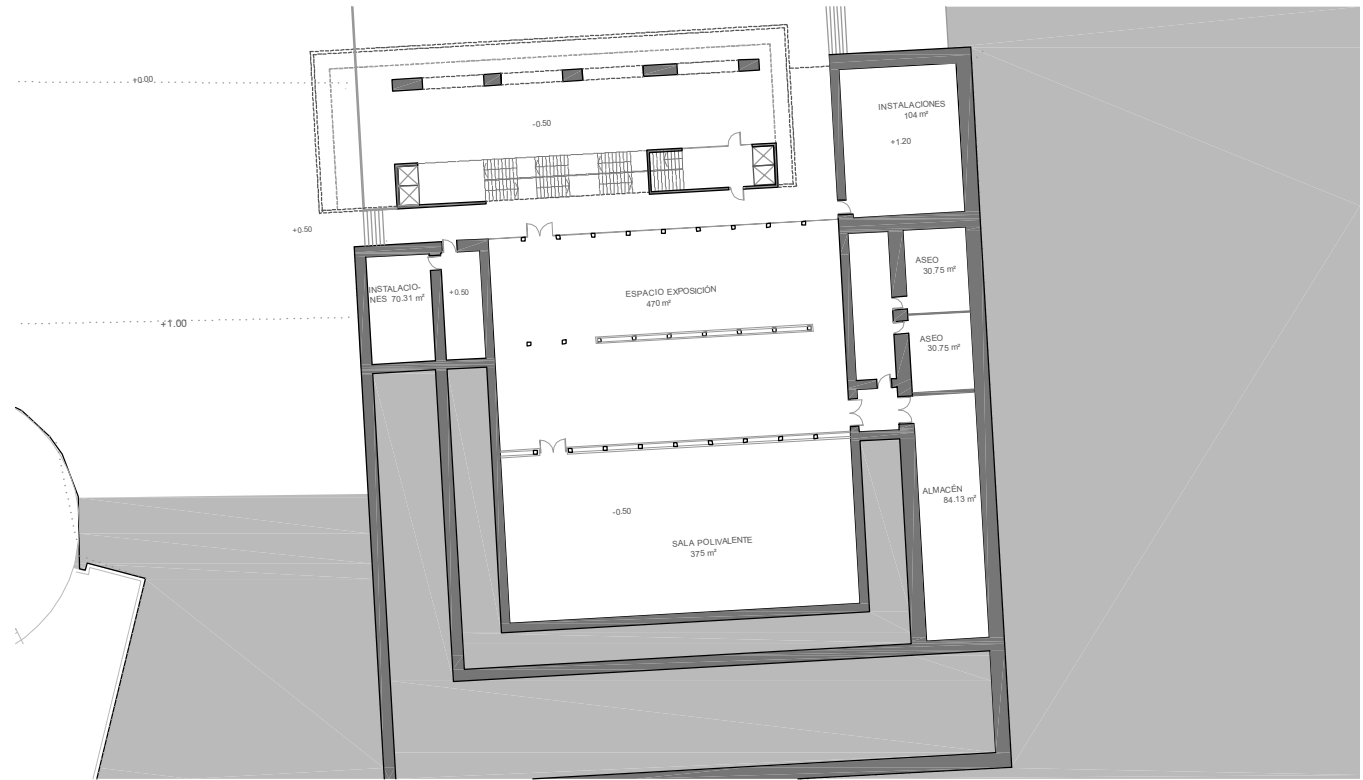 +0.00
INSTALACIONES
104 m²
-0.50
+1.20
+0.50
ASEO
30.75 m²
INSTALACIO-
NES 70.31 m²
+0.50
ESPACIO EXPOSICIÓN
470 m²
+1.00
ASEO
30.75 m²
ALMACÉN
84.13 m²
-0.50
SALA POLIVALENTE
375 m²